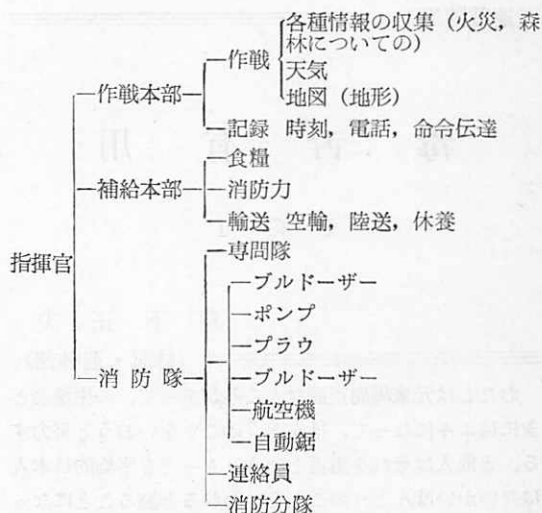 各種情報の収集（火災，森
林についての）
作戦
天気
作戦本部
地図（地形）
記録　時刻，電話，命令伝達
食糧
補給本部
消防力
輸送　空輸，陸送，休養
指揮官
専門隊
ブルドーザー
ポンプ
プラウ
消防隊
ブルドーザー
航空機
自動鋸
連絡員
消防分隊